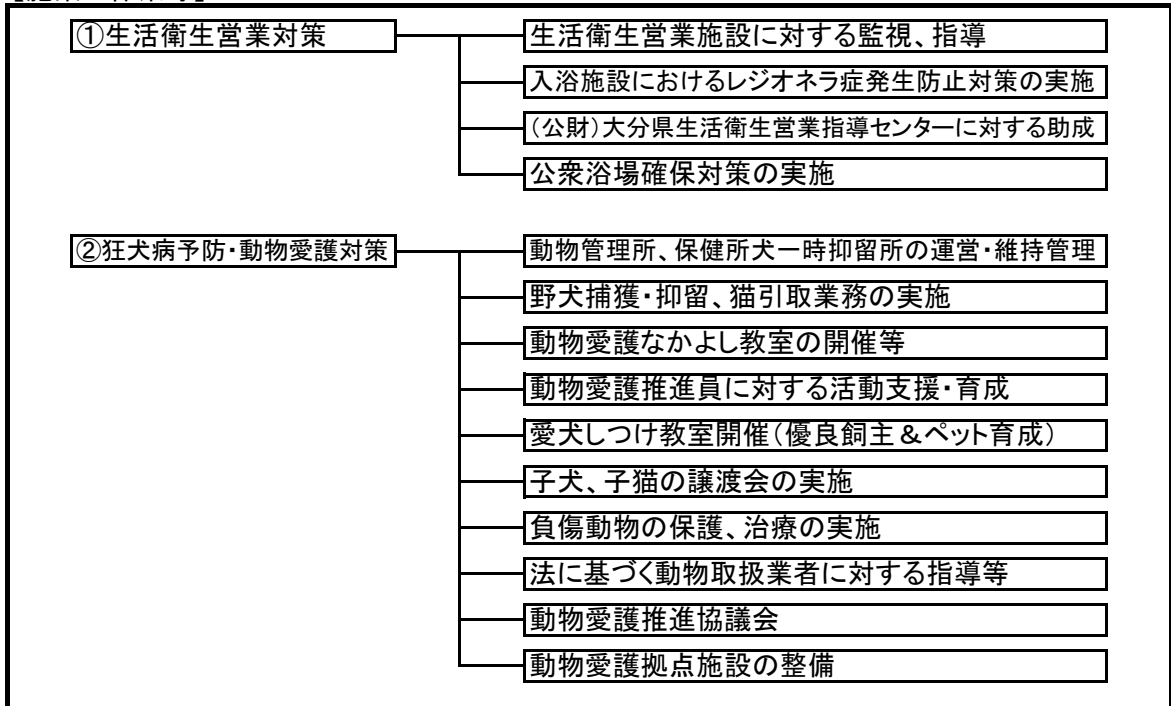 ①生活衛生営業対策
生活衛生営業施設に対する監視、指導
入浴施設におけるレジオネラ症発生防止対策の実施
(公財)大分県生活衛生営業指導センターに対する助成
公衆浴場確保対策の実施
②狂犬病予防・動物愛護対策
動物管理所、保健所犬一時抑留所の運営・維持管理
野犬捕獲・抑留、猫引取業務の実施
動物愛護なかよし教室の開催等
動物愛護推進員に対する活動支援・育成
愛犬しつけ教室開催(優良飼主&ペット育成)
子犬、子猫の譲渡会の実施
負傷動物の保護、治療の実施
法に基づく動物取扱業者に対する指導等
動物愛護推進協議会
動物愛護拠点施設の整備